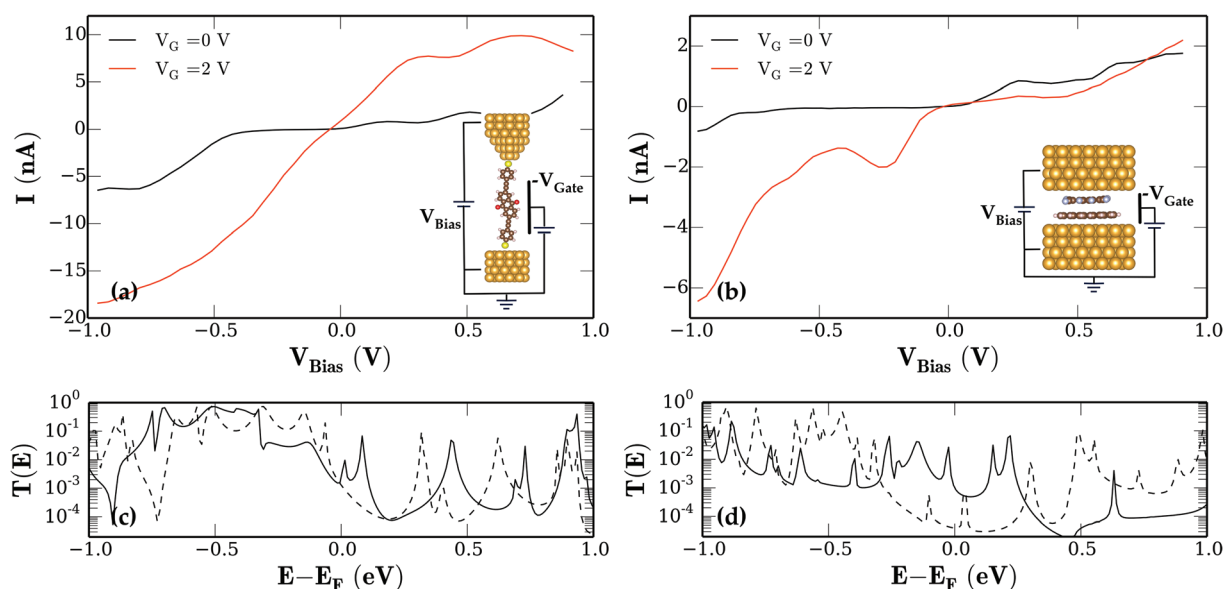 10
5
0
−5
−10
−15
−20
I (nA)
V_G =0 V
V_G =2 V
V_Bias
-V_Gate
(a)
−1.0 −0.5 0.0 0.5 1.0
V_Bias (V)
2
0
−2
−4
−6
I (nA)
V_G =0 V
V_G =2 V
V_Bias
-V_Gate
(b)
−1.0 −0.5 0.0 0.5 1.0
V_Bias (V)
10^0
10^-1
10^-2
10^-3
10^-4
T(E)
(c)
−1.0 −0.5 0.0 0.5 1.0
E−E_F (eV)
10^0
10^-1
10^-2
10^-3
10^-4
T(E)
(d)
−1.0 −0.5 0.0 0.5 1.0
E−E_F (eV)